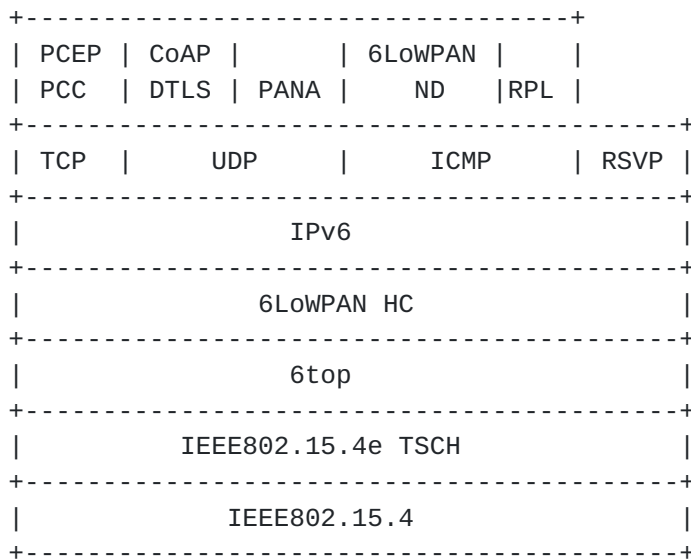 +-----------------------------------+
| PCEP | CoAP |      | 6LoWPAN |    |
| PCC  | DTLS | PANA |    ND   |RPL |
+------------------------------------------+
| TCP  |     UDP     |     ICMP     | RSVP |
+------------------------------------------+
|                 IPv6                     |
+------------------------------------------+
|               6LoWPAN HC                 |
+------------------------------------------+
|                 6top                     |
+------------------------------------------+
|          IEEE802.15.4e TSCH              |
+------------------------------------------+
|             IEEE802.15.4                 |
+------------------------------------------+